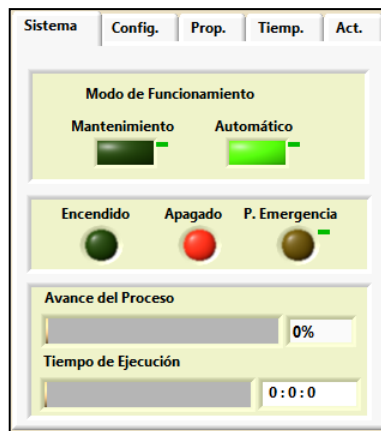 Sistema Config. Prop. Tiemp. Act.
Modo de Funcionamiento
Mantenimiento Automático
Encendido Apagado P. Emergencia
Avance del Proceso
0%
Tiempo de Ejecución
0 : 0 : 0